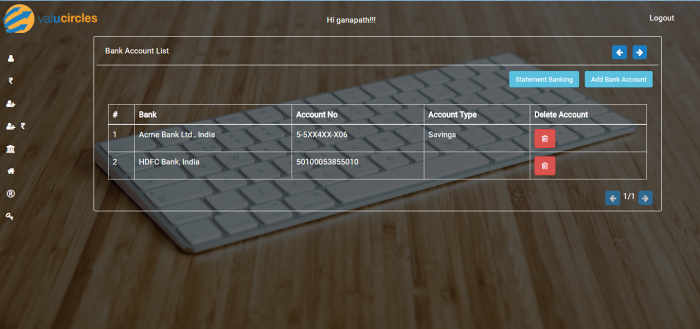 valucircles
Hi ganapath!!!
Logout
Bank Account List
Statement Banking
Add Bank Account
# Bank Account No Account Type Delete Account
1 Acme Bank Ltd., India 5-5XX4XX-X06 Savings
2 HDFC Bank, India 50100053855010
1/1